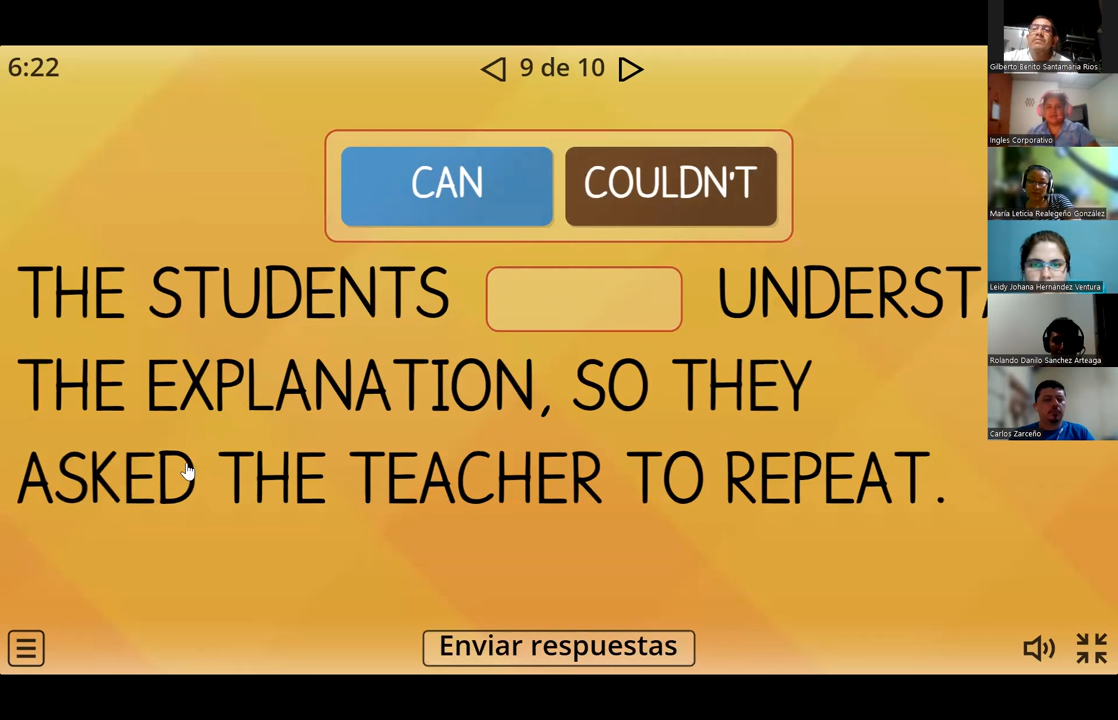 6:22
9 de 10
CAN
COULDN'T
THE STUDENTS
THE EXPLANATION, SO THEY
ASKED THE TEACHER TO REPEAT.
Enviar respuestas
Gilberto Benito Santamaria Rios
Ingles Corporativo
María Leticia Realegeño González
Leidy Johana Hernández Ventura
Rolando Danilo Sanchez Arteaga
Carlos Zarceño